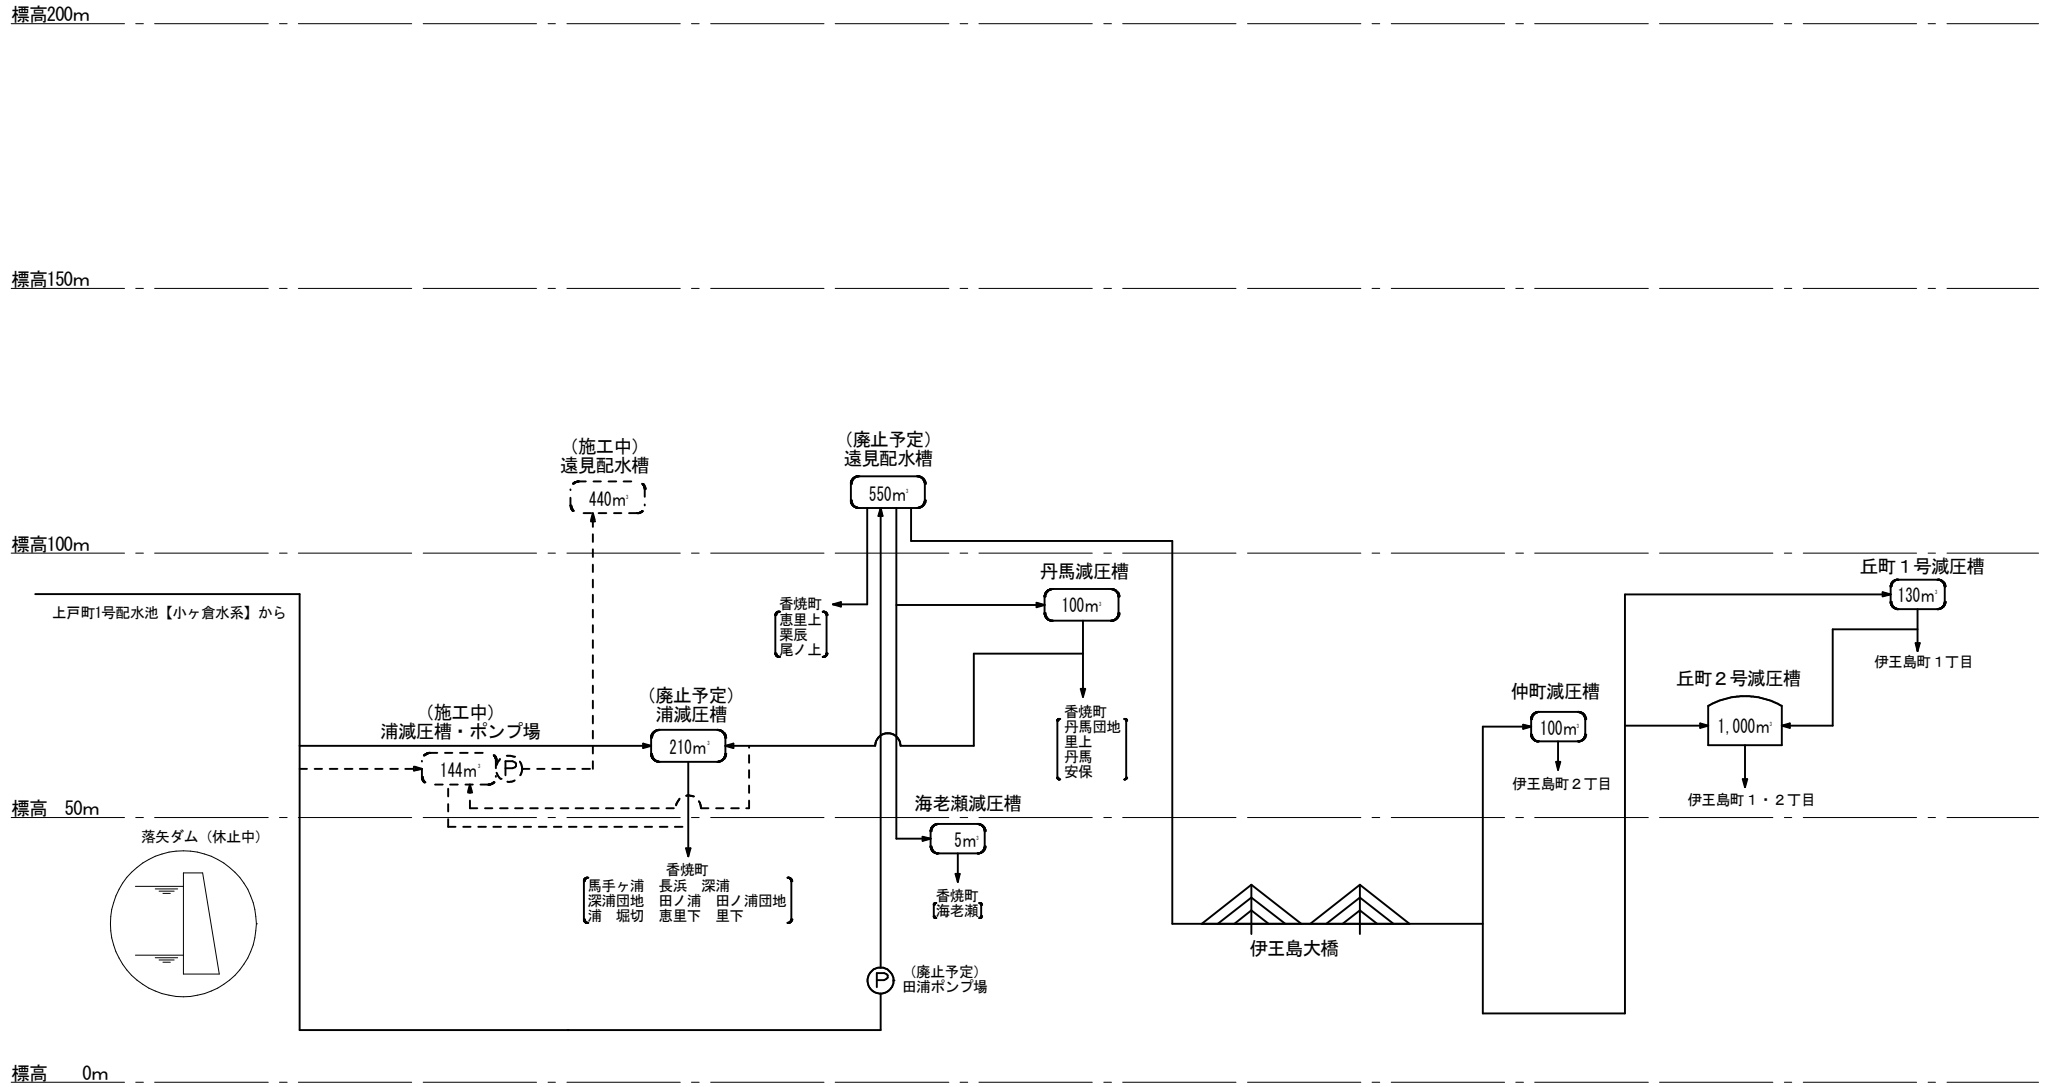 標高200m
標高150m
(施工中)
遠見配水槽
440m³
(廃止予定)
遠見配水槽
550m³
標高100m
上戸町1号配水池【小ヶ倉水系】から
香焼町
恵里上
栗辰
尾ノ上
丹馬減圧槽
100m³
丘町1号減圧槽
130m³
伊王島町1丁目
(施工中)
浦減圧槽・ポンプ場
144m³
P
(廃止予定)
浦減圧槽
210m³
香焼町
丹馬団地
里上
丹馬
安保
仲町減圧槽
100m³
伊王島町2丁目
丘町2号減圧槽
1,000m³
伊王島町1・2丁目
標高 50m
落矢ダム(休止中)
香焼町
馬手ヶ浦 長浜 深浦
深浦団地 田ノ浦 田ノ浦団地
浦 堀切 恵里下 里下
海老瀬減圧槽
5m³
香焼町
海老瀬
伊王島大橋
P
(廃止予定)
田浦ポンプ場
標高 0m